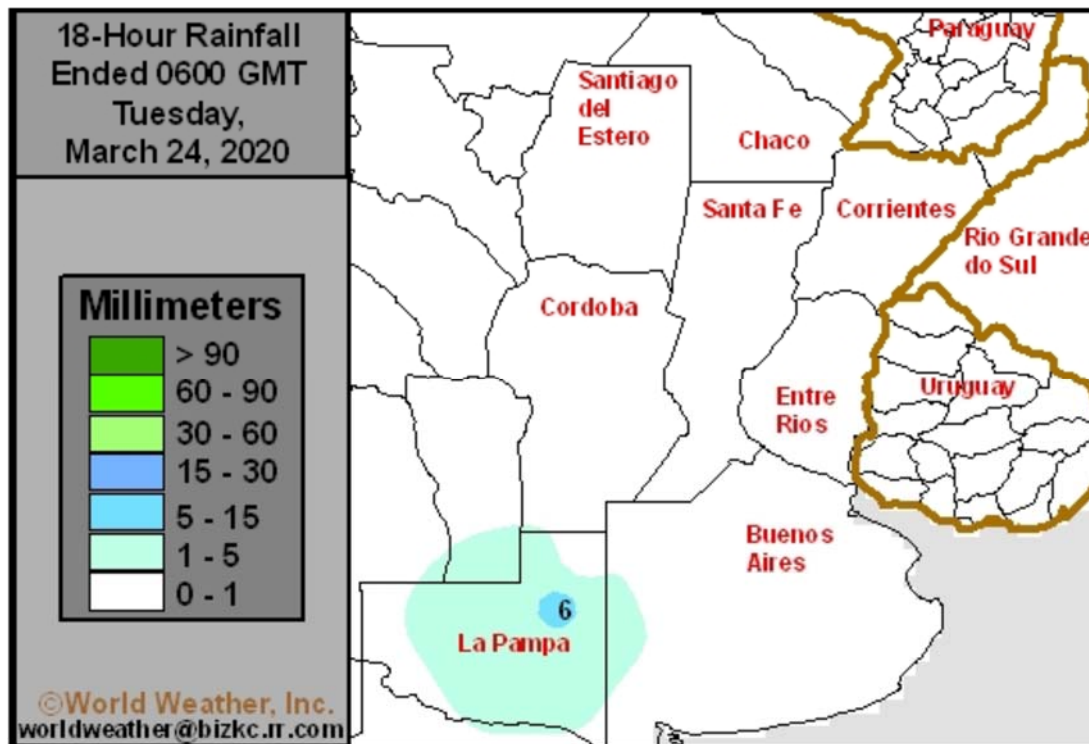 18-Hour Rainfall
Ended 0600 GMT
Tuesday,
March 24, 2020
Millimeters
> 90
60 - 90
30 - 60
15 - 30
5 - 15
1 - 5
0 - 1
©World Weather, Inc.
worldweather@bizkc.rr.com
Paraguay
Santiago
del
Estero
Chaco
Santa Fe
Corrientes
Rio Grande
do Sul
Cordoba
Entre
Rios
Uruguay
Buenos
Aires
6
La Pampa